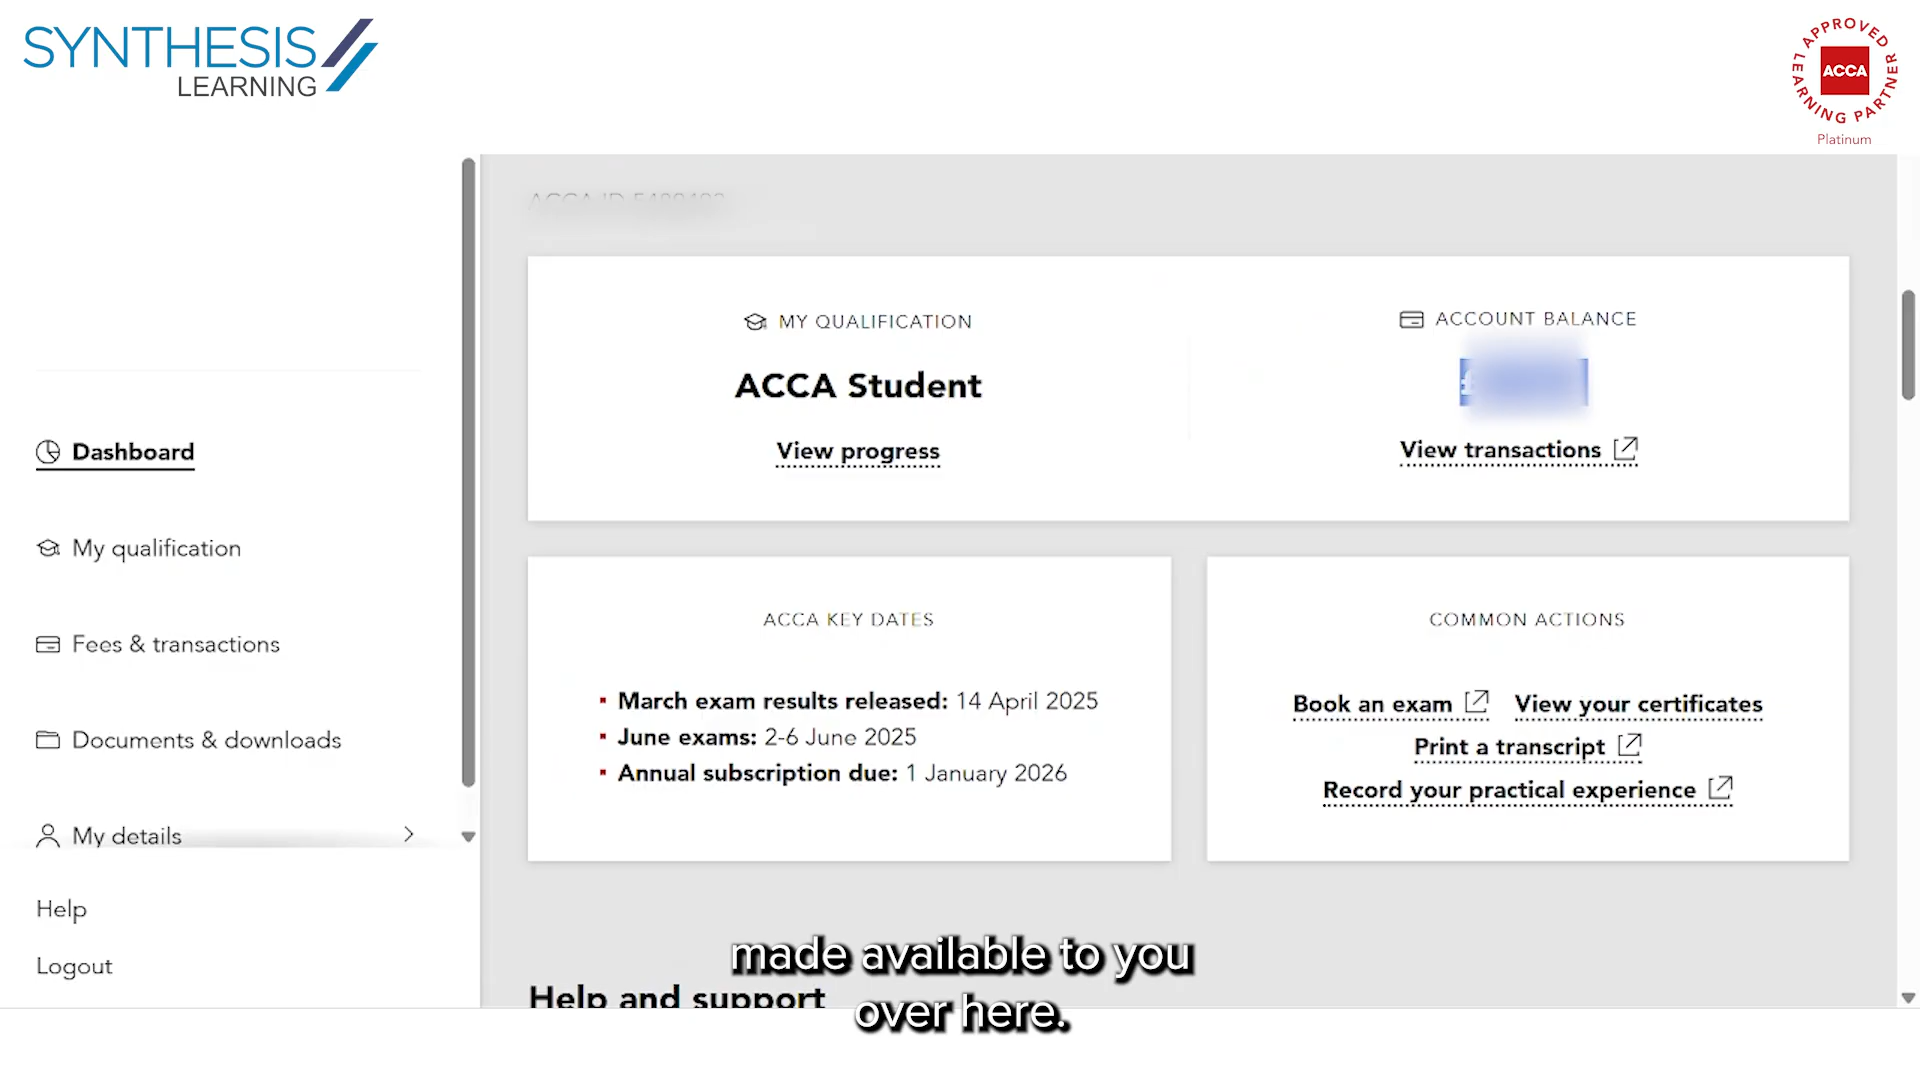 SYNTHESIS
LEARNING
APPROVED
LEARNING PARTNER
ACCA
Platinum
ACCA ID
MY QUALIFICATION
ACCOUNT BALANCE
ACCA Student
£
View progress
View transactions
Dashboard
My qualification
Fees & transactions
Documents & downloads
My details
Help
Logout
ACCA KEY DATES
March exam results released: 14 April 2025
June exams: 2-6 June 2025
Annual subscription due: 1 January 2026
COMMON ACTIONS
Book an exam View your certificates
Print a transcript
Record your practical experience
Help and support
made available to you
over here.